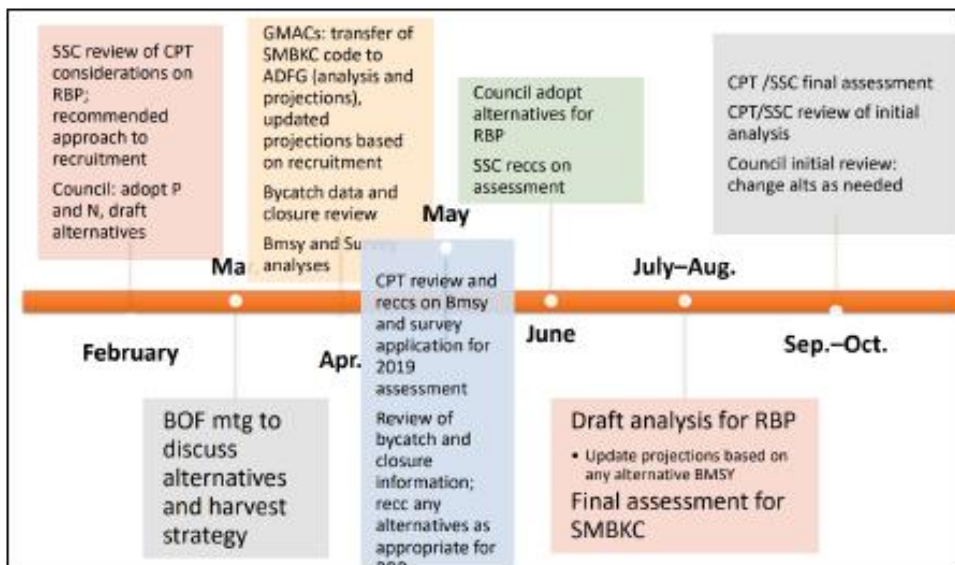 SSC review of CPT
considerations on
RBP;
recommended
approach to
recruitment
Council: adopt P
and N, draft
alternatives
GMACs: transfer of
SMBKC code to
ADFG (analysis and
projections),
updated
projections based
on recruitment
Bycatch data and
closure review
Bmsy and Survey
analyses
Council adopt
alternatives for
RBP
SSC reccs on
assessment
CPT /SSC final assessment
CPT/SSC review of initial
analysis
Council initial review:
change alts as needed
May
Mar.
July–Aug.
February
Apr.
June
Sep.–Oct.
CPT review and
reccs on Bmsy
and survey
application for
2019
assessment
Review of
bycatch and
closure
information;
recc any
alternatives as
appropriate for
BOF mtg to
discuss
alternatives
and harvest
strategy
Draft analysis for RBP
• Update projections based on
any alternative BMSY
Final assessment for
SMBKC